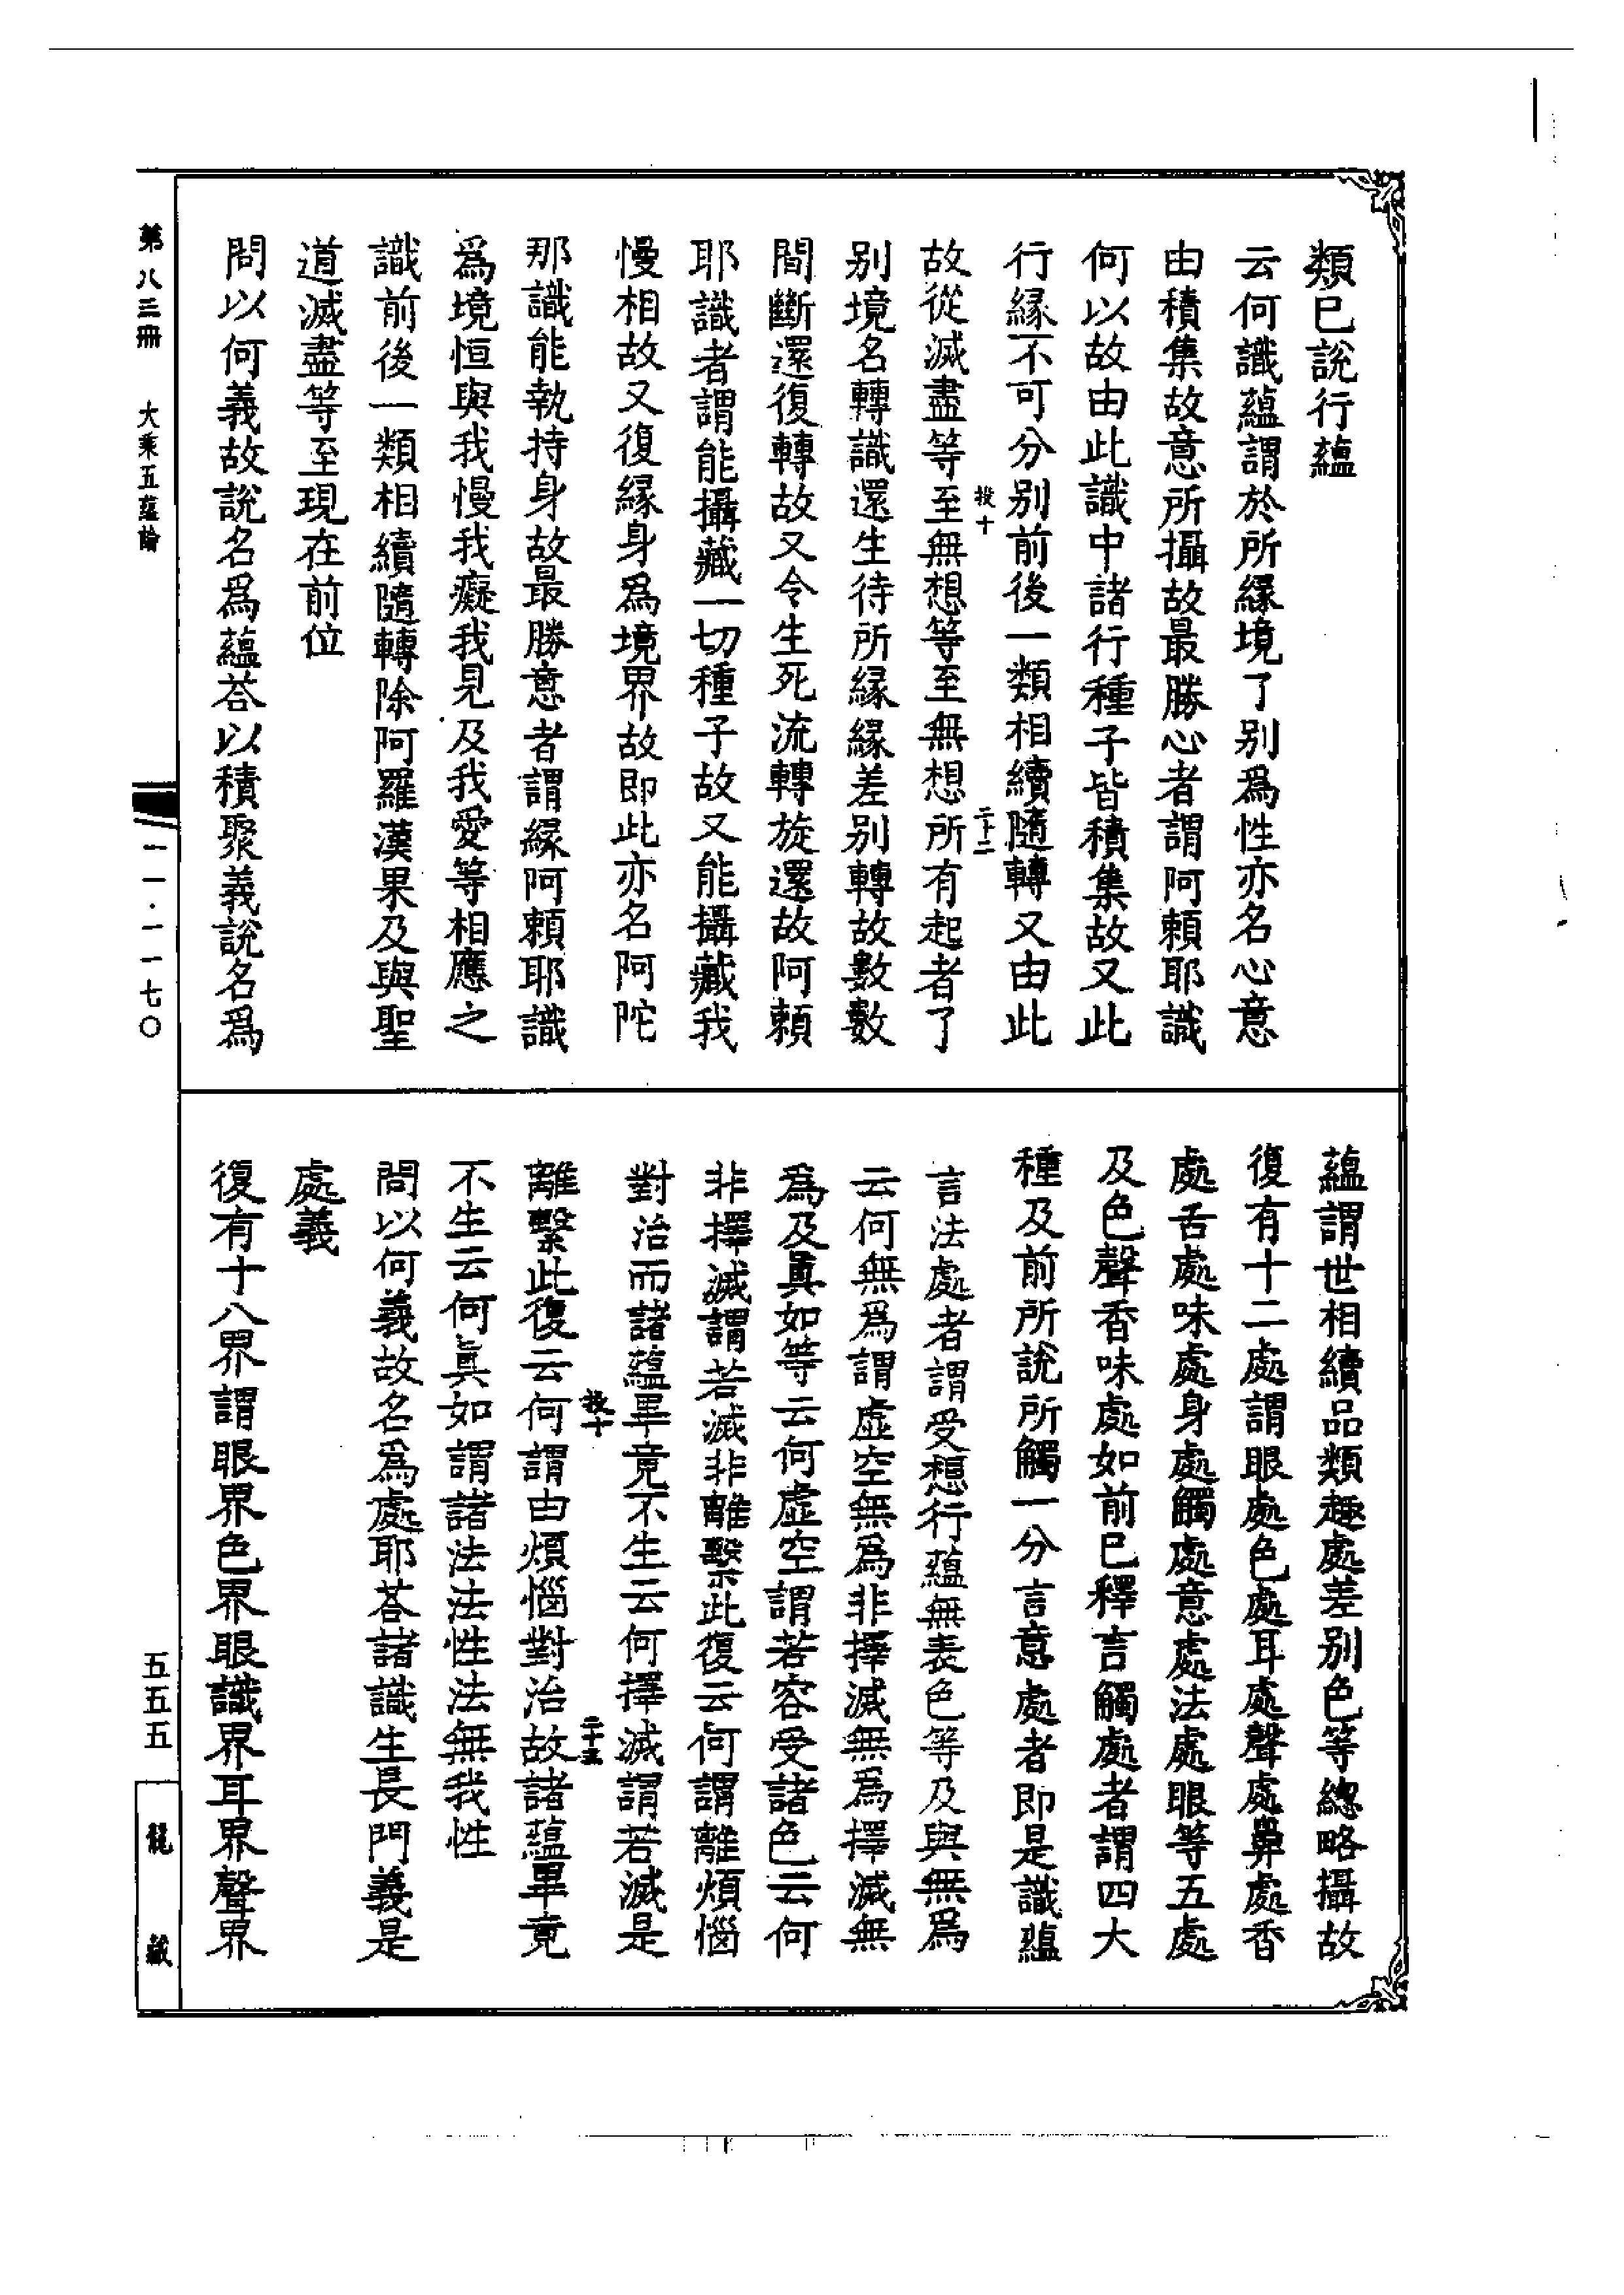 類已說行蘊
云何識蘊謂於所緣境了別爲性亦名心意
由積集故意所攝故最勝心者謂阿賴耶識
何以故由此識中諸行種子皆積集故又此
行緣不可分別前後一類相續隨轉又由此
投十
二十二
故從滅盡等至無想等至無想所有起者了
別境名轉識還生待所緣緣差別轉故數數
間斷還復轉故又令生死流轉旋還故阿賴
耶識者謂能攝藏一切種子故又能攝藏我
慢相故又復緣身爲境界故即此亦名阿陀
那識能執持身故最勝意者謂緣阿賴耶識
爲境恒與我慢我癡我見及我愛等相應之
識前後一類相續隨轉除阿羅漢果及與聖
道滅盡等至現在前位
問以何義故說名爲蘊荅以積聚義說名爲
蘊謂世相續品類趣處差別色等總略攝故
復有十二處謂眼處色處耳處聲處鼻處香
處舌處味處身處觸處意處法處眼等五處
及色聲香味處如前已釋言觸處者謂四大
種及前所說所觸一分言意處者即是識蘊
言法處者謂受想行蘊無表色等及與無爲
云何無爲謂虛空無爲非擇滅無爲擇滅無
爲及眞如等云何虛空謂若容受諸色云何
非擇滅謂若滅非離繫此復云何謂離煩惱
對治而諸蘊畢竟不生云何擇滅謂若滅是
投十
二十三
離繫此復云何謂由煩惱對治故諸蘊畢竟
不生云何眞如謂諸法法性法無我性
問以何義故名爲處耶荅諸識生長門義是
處義
復有十八界謂眼界色界眼識界耳界聲界
第八三冊 大乘五蘊論
一一·一一七〇
五五五
龍藏